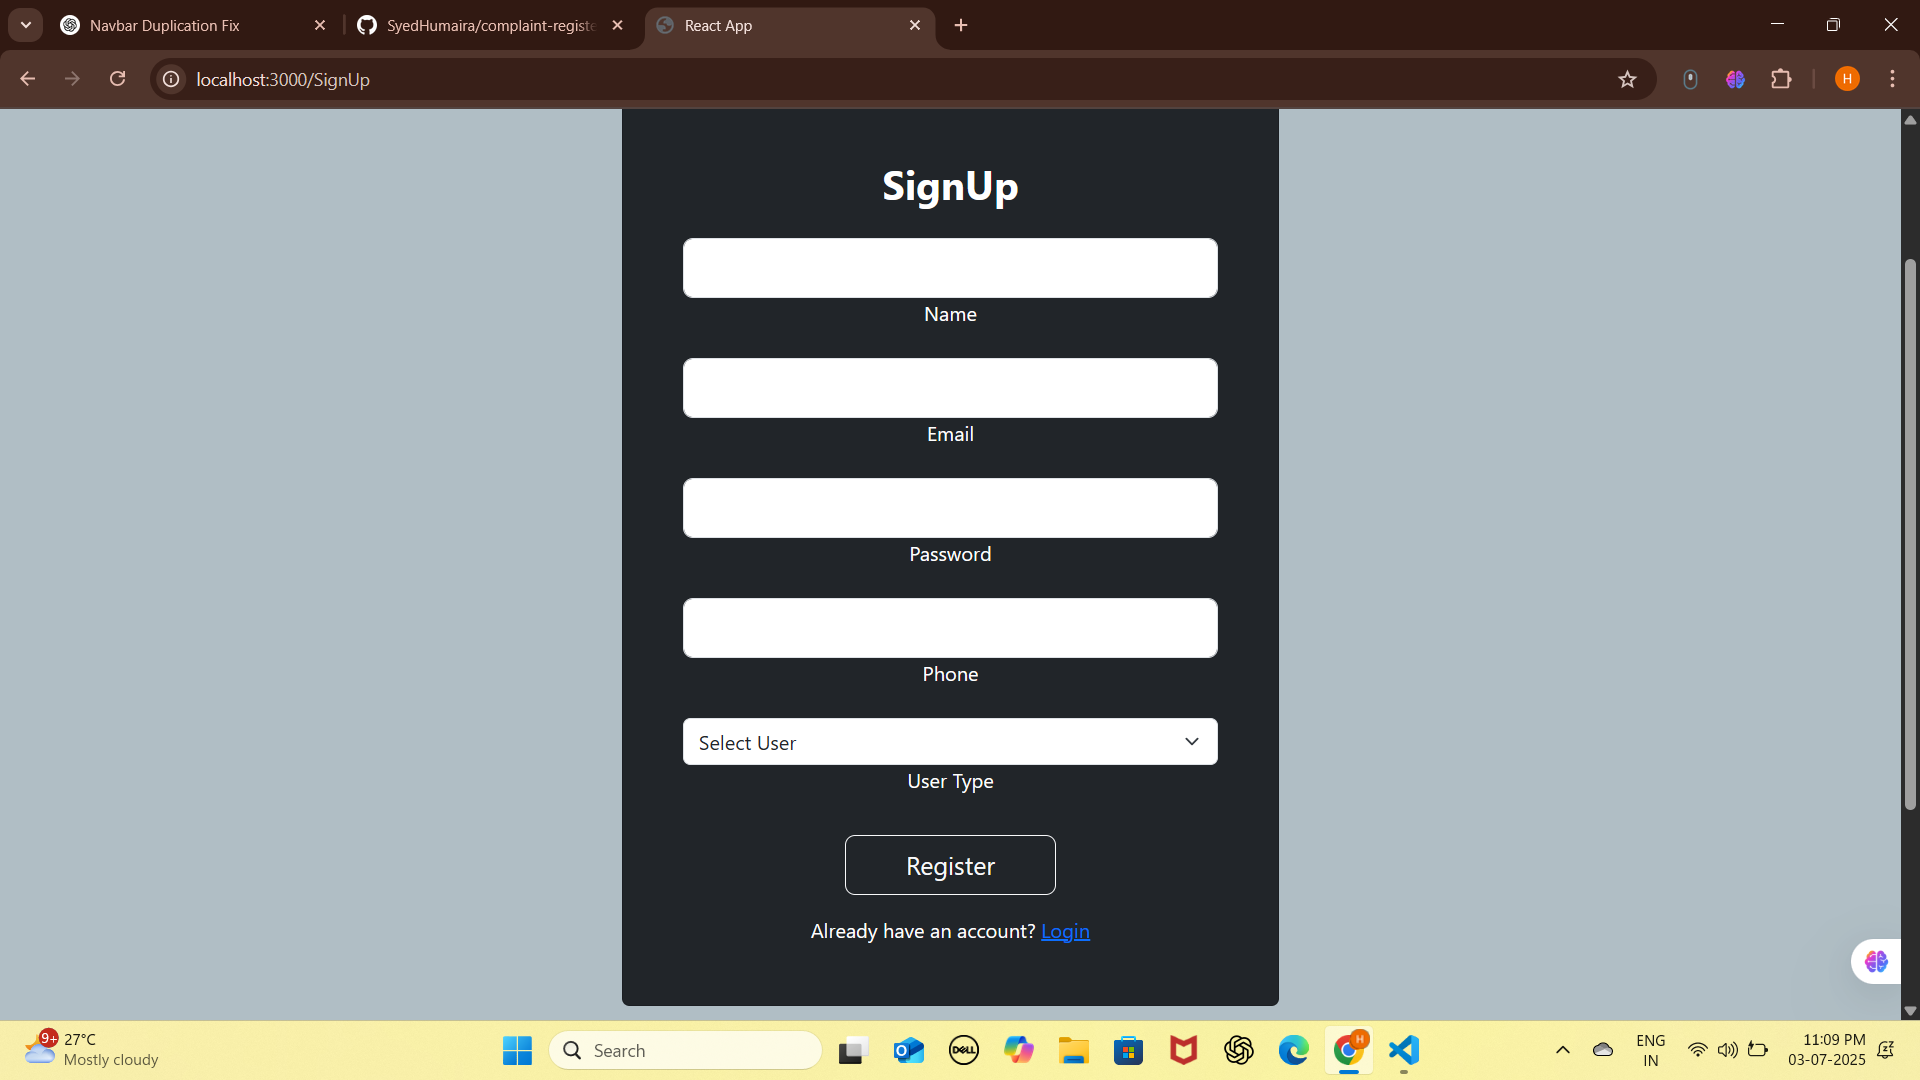 Navbar Duplication Fix
SyedHumaira/complaint-registe
React App
localhost:3000/SignUp
H
SignUp
Name
Email
Password
Phone
Select User
User Type
Register
Already have an account? Login
9+
27°C
Mostly cloudy
Search
DELL
H
ENG
IN
11:09 PM
03-07-2025